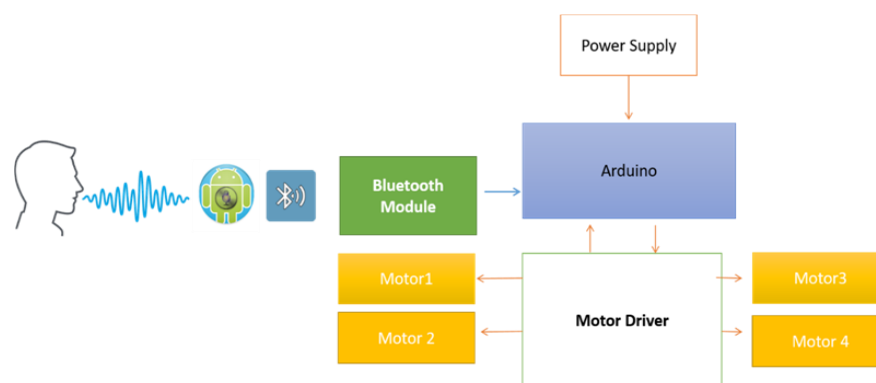 Power Supply
Arduino
Bluetooth
Module
Motor1
Motor3
Motor Driver
Motor 2
Motor 4